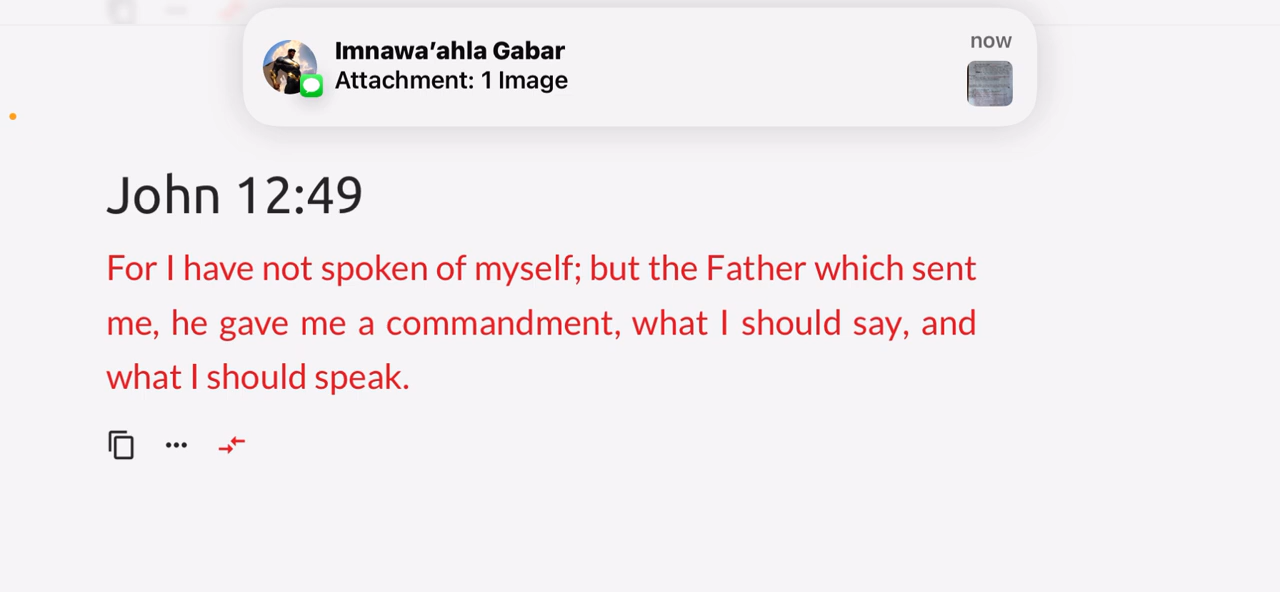 Imnawa’ahla Gabar
Attachment: 1 Image
now
John 12:49
For I have not spoken of myself; but the Father which sent
me, he gave me a commandment, what I should say, and
what I should speak.